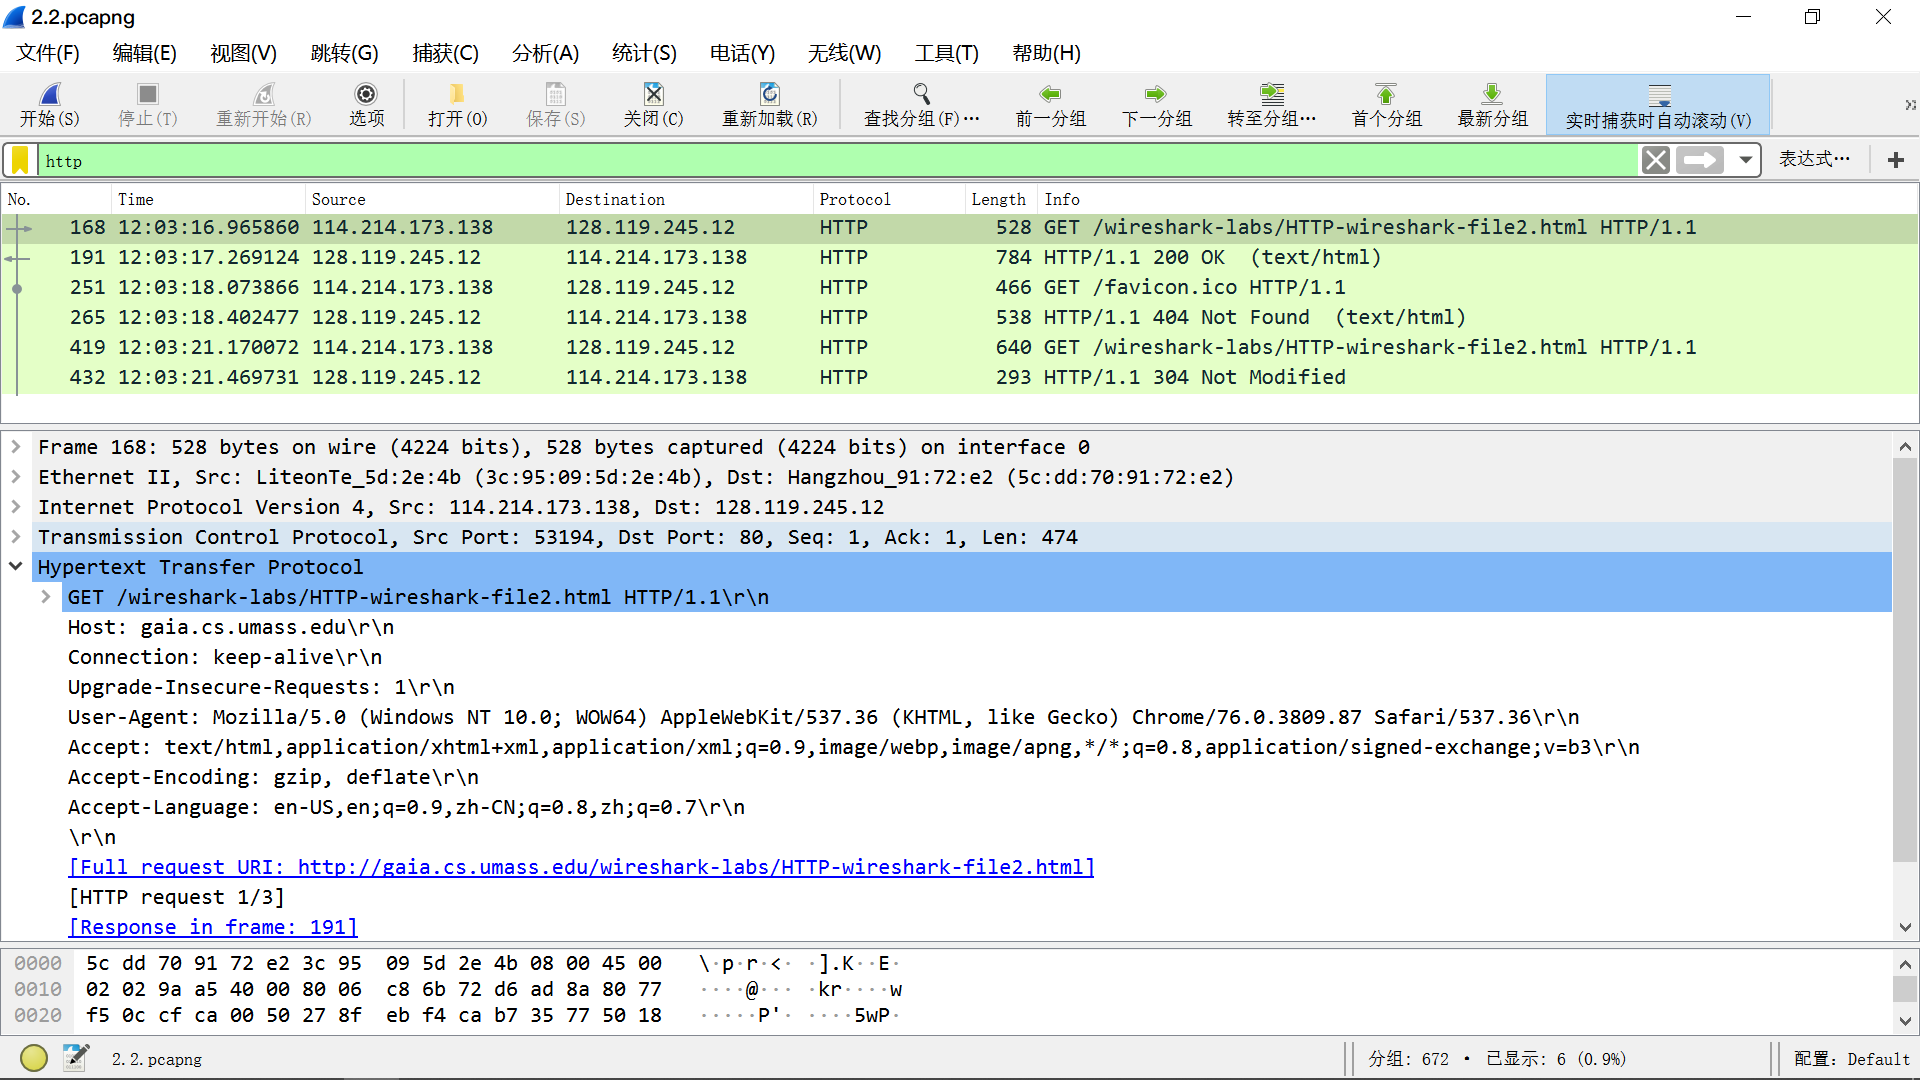 2.2.pcapng
文件(F) 编辑(E) 视图(V) 跳转(G) 捕获(C) 分析(A) 统计(S) 电话(Y) 无线(W) 工具(T) 帮助(H)
开始(S) 停止(T) 重新开始(R) 选项 打开(O) 保存(S) 关闭(C) 重新加载(R) 查找分组(F)… 前一分组 下一分组 转至分组… 首个分组 最新分组 实时捕获时自动滚动(V) »
http 表达式… +
No. Time Source Destination Protocol Length Info
168 12:03:16.965860 114.214.173.138 128.119.245.12 HTTP 528 GET /wireshark-labs/HTTP-wireshark-file2.html HTTP/1.1
191 12:03:17.269124 128.119.245.12 114.214.173.138 HTTP 784 HTTP/1.1 200 OK  (text/html)
251 12:03:18.073866 114.214.173.138 128.119.245.12 HTTP 466 GET /favicon.ico HTTP/1.1
265 12:03:18.402477 128.119.245.12 114.214.173.138 HTTP 538 HTTP/1.1 404 Not Found  (text/html)
419 12:03:21.170072 114.214.173.138 128.119.245.12 HTTP 640 GET /wireshark-labs/HTTP-wireshark-file2.html HTTP/1.1
432 12:03:21.469731 128.119.245.12 114.214.173.138 HTTP 293 HTTP/1.1 304 Not Modified
Frame 168: 528 bytes on wire (4224 bits), 528 bytes captured (4224 bits) on interface 0
Ethernet II, Src: LiteonTe_5d:2e:4b (3c:95:09:5d:2e:4b), Dst: Hangzhou_91:72:e2 (5c:dd:70:91:72:e2)
Internet Protocol Version 4, Src: 114.214.173.138, Dst: 128.119.245.12
Transmission Control Protocol, Src Port: 53194, Dst Port: 80, Seq: 1, Ack: 1, Len: 474
Hypertext Transfer Protocol
GET /wireshark-labs/HTTP-wireshark-file2.html HTTP/1.1\r\n
Host: gaia.cs.umass.edu\r\n
Connection: keep-alive\r\n
Upgrade-Insecure-Requests: 1\r\n
User-Agent: Mozilla/5.0 (Windows NT 10.0; WOW64) AppleWebKit/537.36 (KHTML, like Gecko) Chrome/76.0.3809.87 Safari/537.36\r\n
Accept: text/html,application/xhtml+xml,application/xml;q=0.9,image/webp,image/apng,*/*;q=0.8,application/signed-exchange;v=b3\r\n
Accept-Encoding: gzip, deflate\r\n
Accept-Language: en-US,en;q=0.9,zh-CN;q=0.8,zh;q=0.7\r\n
\r\n
[Full request URI: http://gaia.cs.umass.edu/wireshark-labs/HTTP-wireshark-file2.html]
[HTTP request 1/3]
[Response in frame: 191]
0000 5c dd 70 91 72 e2 3c 95 09 5d 2e 4b 08 00 45 00 \·p·r·<· ·].K··E·
0010 02 02 9a a5 40 00 80 06 c8 6b 72 d6 ad 8a 80 77 ····@··· ·kr····w
0020 f5 0c cf ca 00 50 27 8f eb f4 ca b7 35 77 50 18 ·····P'· ····5wP·
2.2.pcapng 分组: 672 · 已显示: 6 (0.9%) 配置: Default